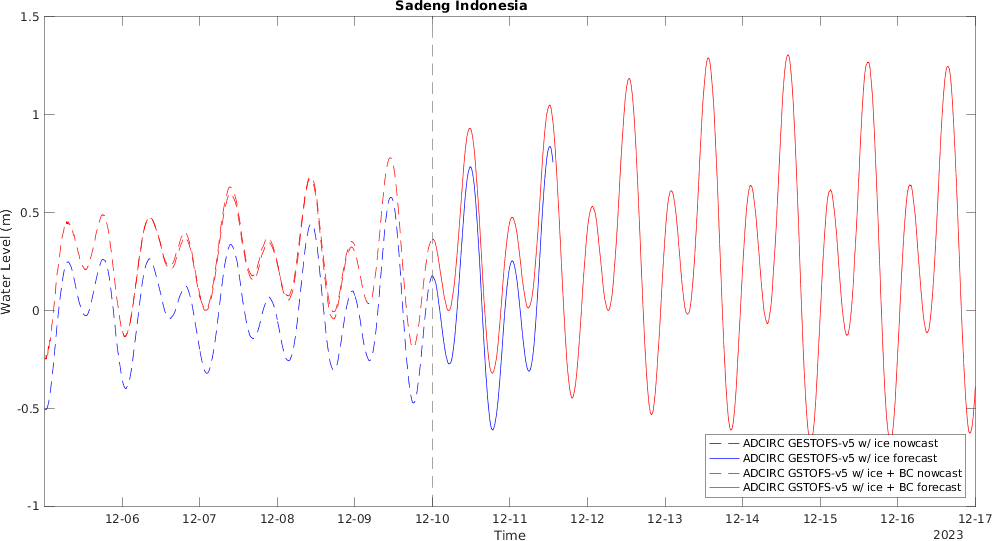 Sadeng Indonesia
1.5
1
0.5
0
-0.5
-1
Water Level (m)
12-06 12-07 12-08 12-09 12-10 12-11 12-12 12-13 12-14 12-15 12-16 12-17
Time
2023
ADCIRC GESTOFS-v5 w/ ice nowcast
ADCIRC GESTOFS-v5 w/ ice forecast
ADCIRC GSTOFS-v5 w/ ice + BC nowcast
ADCIRC GSTOFS-v5 w/ ice + BC forecast